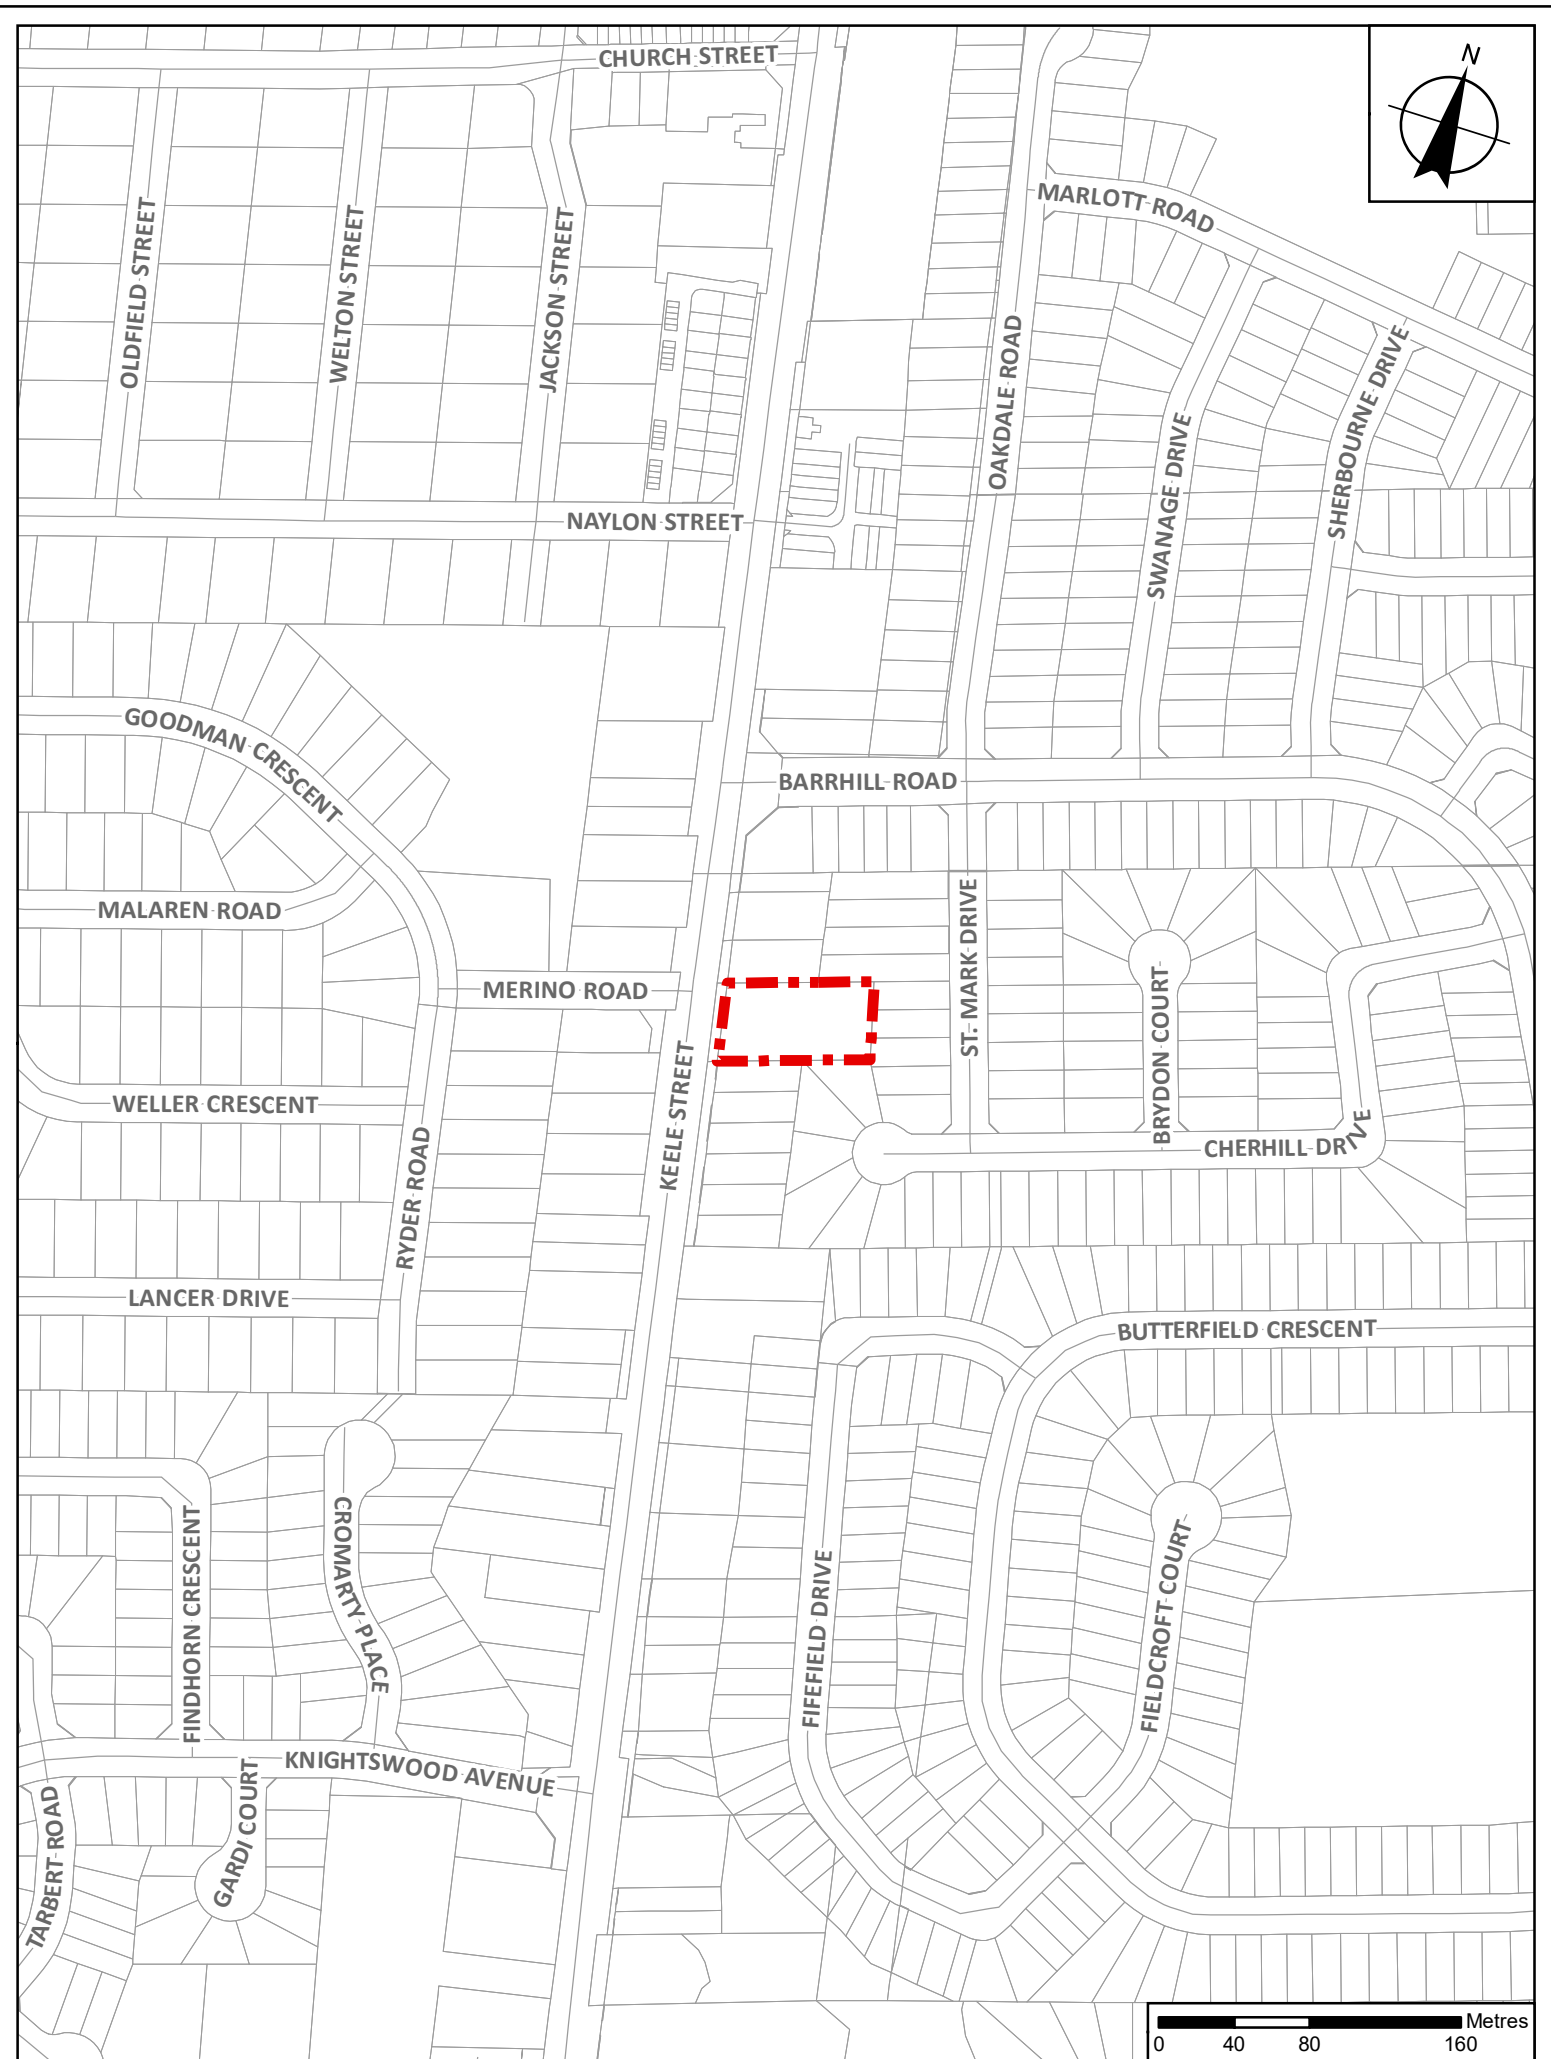 CHURCH STREET
N
MARLOTT ROAD
OLDFIELD STREET
WELTON STREET
JACKSON STREET
OAKDALE ROAD
SWANAGE DRIVE
SHERBOURNE DRIVE
NAYLON STREET
GOODMAN CRESCENT
BARRHILL ROAD
MALAREN ROAD
MERINO ROAD
ST. MARK DRIVE
BRYDON COURT
KEELE STREET
WELLER CRESCENT
CHERHILL DRIVE
RYDER ROAD
LANCER DRIVE
BUTTERFIELD CRESCENT
FINDHORN CRESCENT
CROMARTY PLACE
FIFEFIELD DRIVE
FIELDCROFT COURT
KNIGHTSWOOD AVENUE
GARDI COURT
TARBERT ROAD
Metres
0 40 80 160